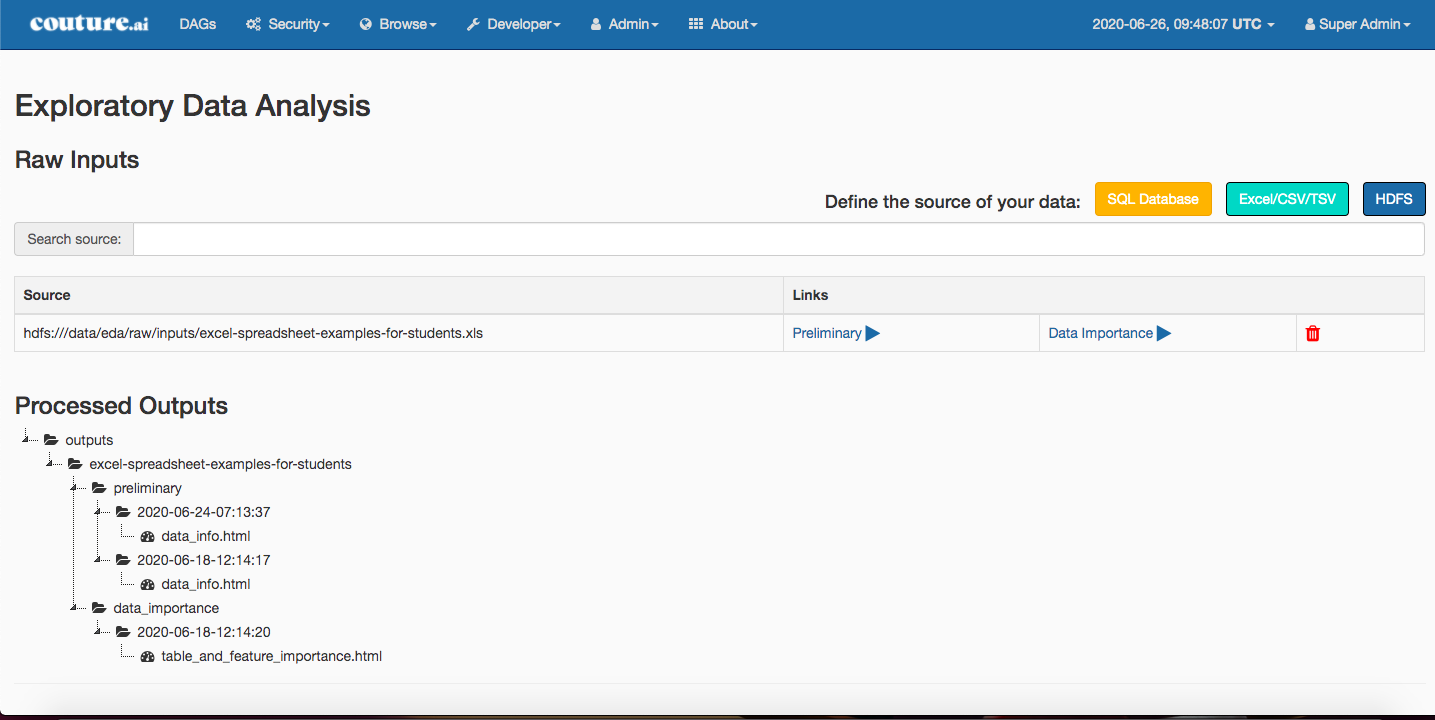 couture.ai DAGs Security Browse Developer Admin About 2020-06-26, 09:48:07 UTC Super Admin
Exploratory Data Analysis
Raw Inputs
Define the source of your data: SQL Database Excel/CSV/TSV HDFS
Search source:
Source Links
hdfs:///data/eda/raw/inputs/excel-spreadsheet-examples-for-students.xls Preliminary Data Importance
Processed Outputs
outputs
excel-spreadsheet-examples-for-students
preliminary
2020-06-24-07:13:37
data_info.html
2020-06-18-12:14:17
data_info.html
data_importance
2020-06-18-12:14:20
table_and_feature_importance.html